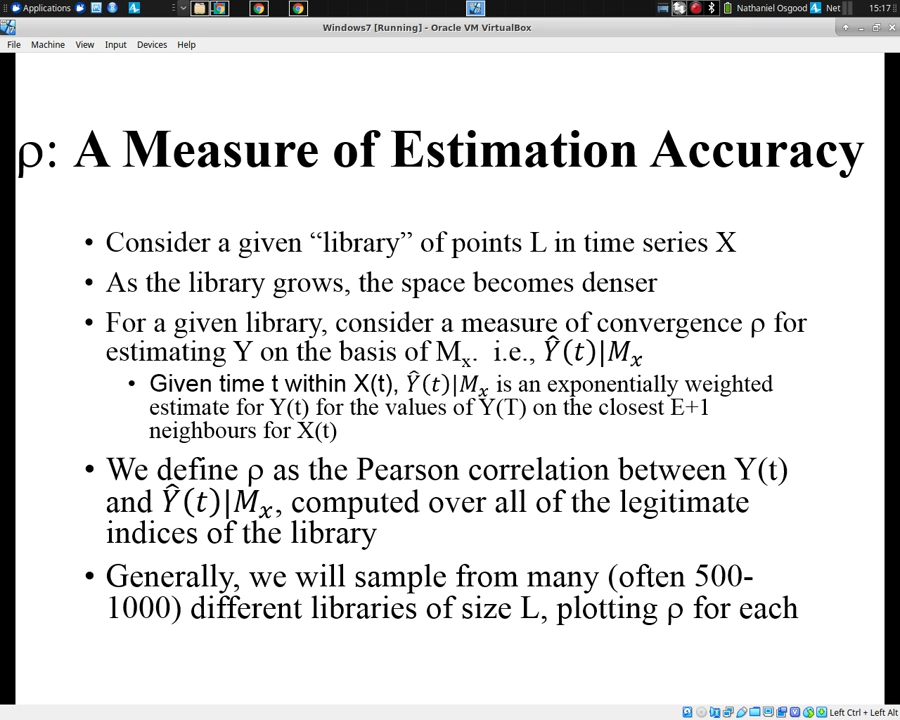 Applications Nathaniel Osgood Net 15:17
Windows7 [Running] - Oracle VM VirtualBox
File Machine View Input Devices Help
ρ: A Measure of Estimation Accuracy
• Consider a given “library” of points L in time series X
• As the library grows, the space becomes denser
• For a given library, consider a measure of convergence ρ for
estimating Y on the basis of Mx. i.e., Ŷ(t)|Mx
• Given time t within X(t), Ŷ(t)|Mx is an exponentially weighted
estimate for Y(t) for the values of Y(T) on the closest E+1
neighbours for X(t)
• We define ρ as the Pearson correlation between Y(t)
and Ŷ(t)|Mx, computed over all of the legitimate
indices of the library
• Generally, we will sample from many (often 500-
1000) different libraries of size L, plotting ρ for each
Left Ctrl + Left Alt